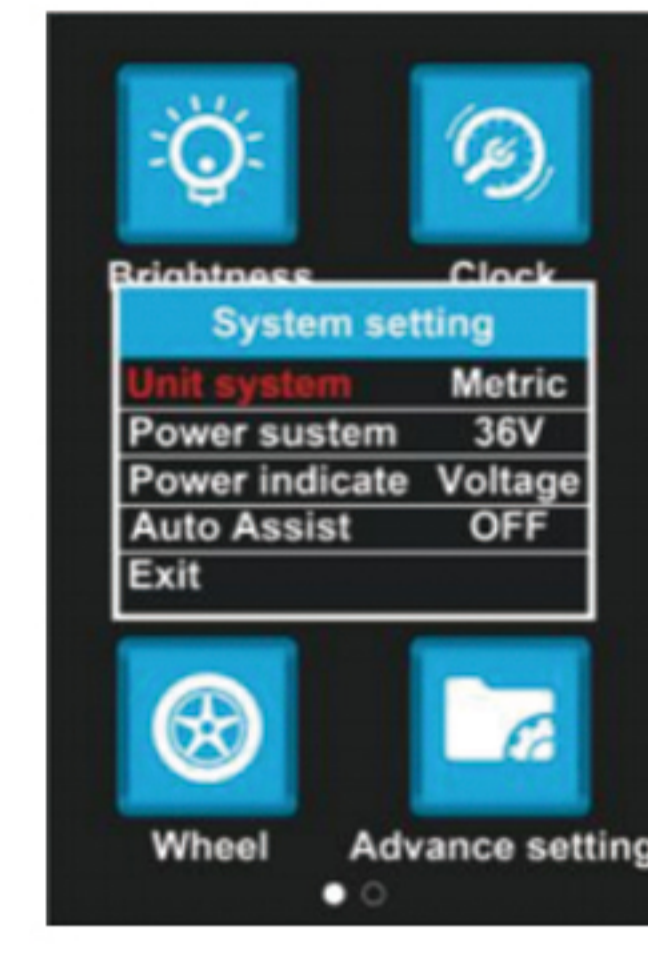 Brightness Clock
System setting
Unit system Metric
Power sustem 36V
Power indicate Voltage
Auto Assist OFF
Exit
Wheel Advance setting